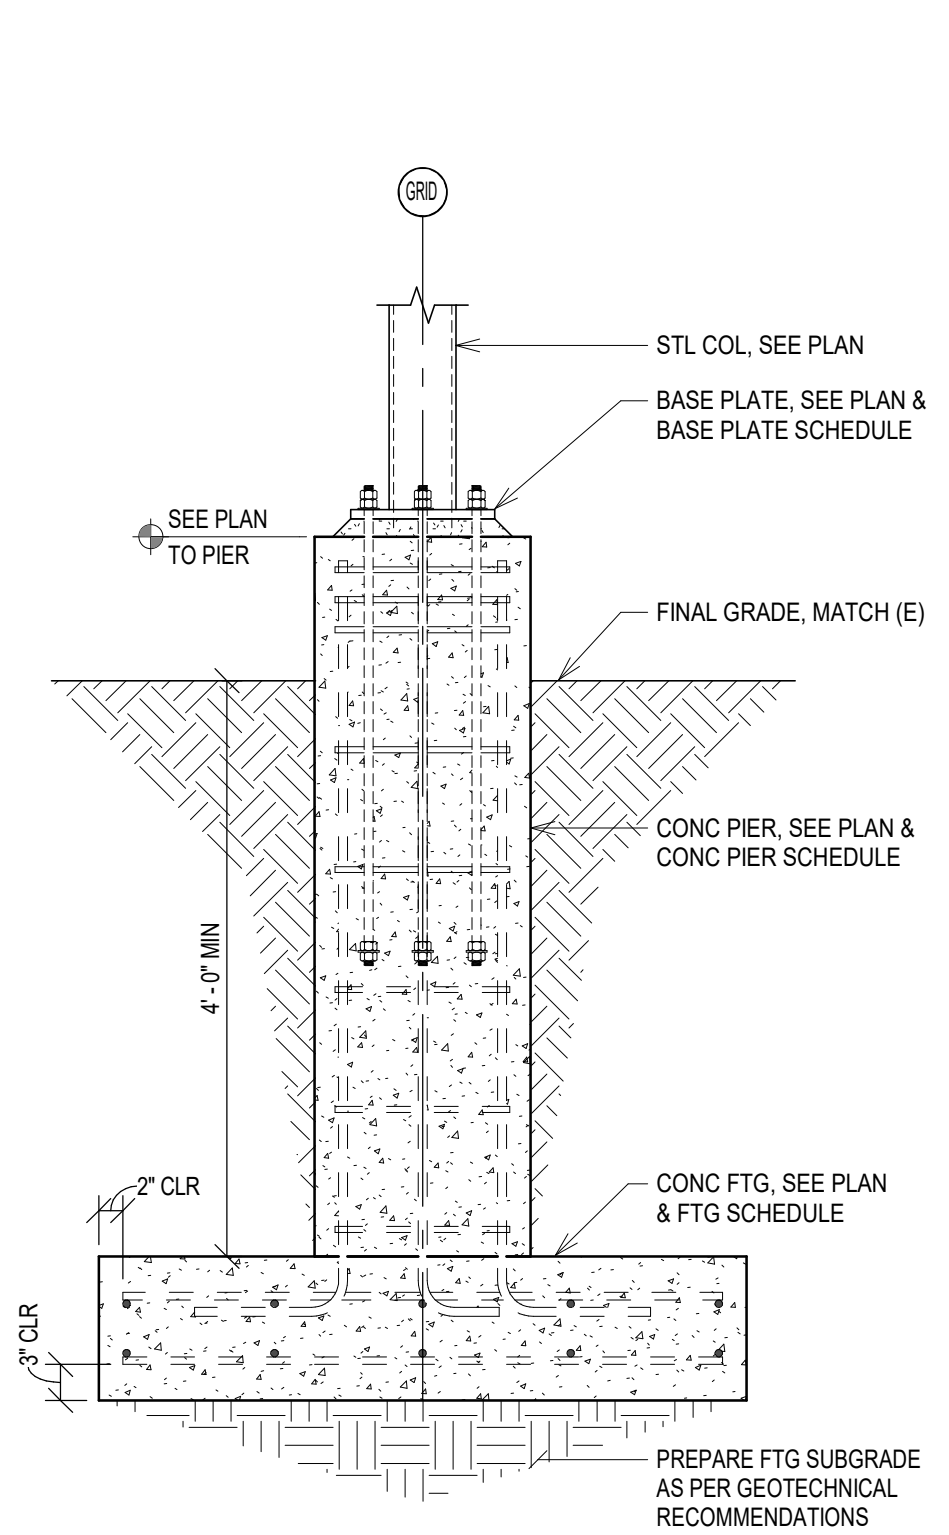 GRID
STL COL, SEE PLAN
BASE PLATE, SEE PLAN &
BASE PLATE SCHEDULE
SEE PLAN
TO PIER
FINAL GRADE, MATCH (E)
CONC PIER, SEE PLAN &
CONC PIER SCHEDULE
4' - 0" MIN
CONC FTG, SEE PLAN
& FTG SCHEDULE
2" CLR
3" CLR
PREPARE FTG SUBGRADE
AS PER GEOTECHNICAL
RECOMMENDATIONS